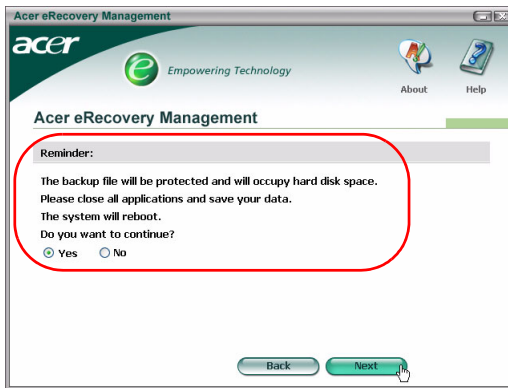 Acer eRecovery Management
acer
e Empowering Technology
About
Help
Acer eRecovery Management
Reminder:
The backup file will be protected and will occupy hard disk space.
Please close all applications and save your data.
The system will reboot.
Do you want to continue?
Yes No
Back Next